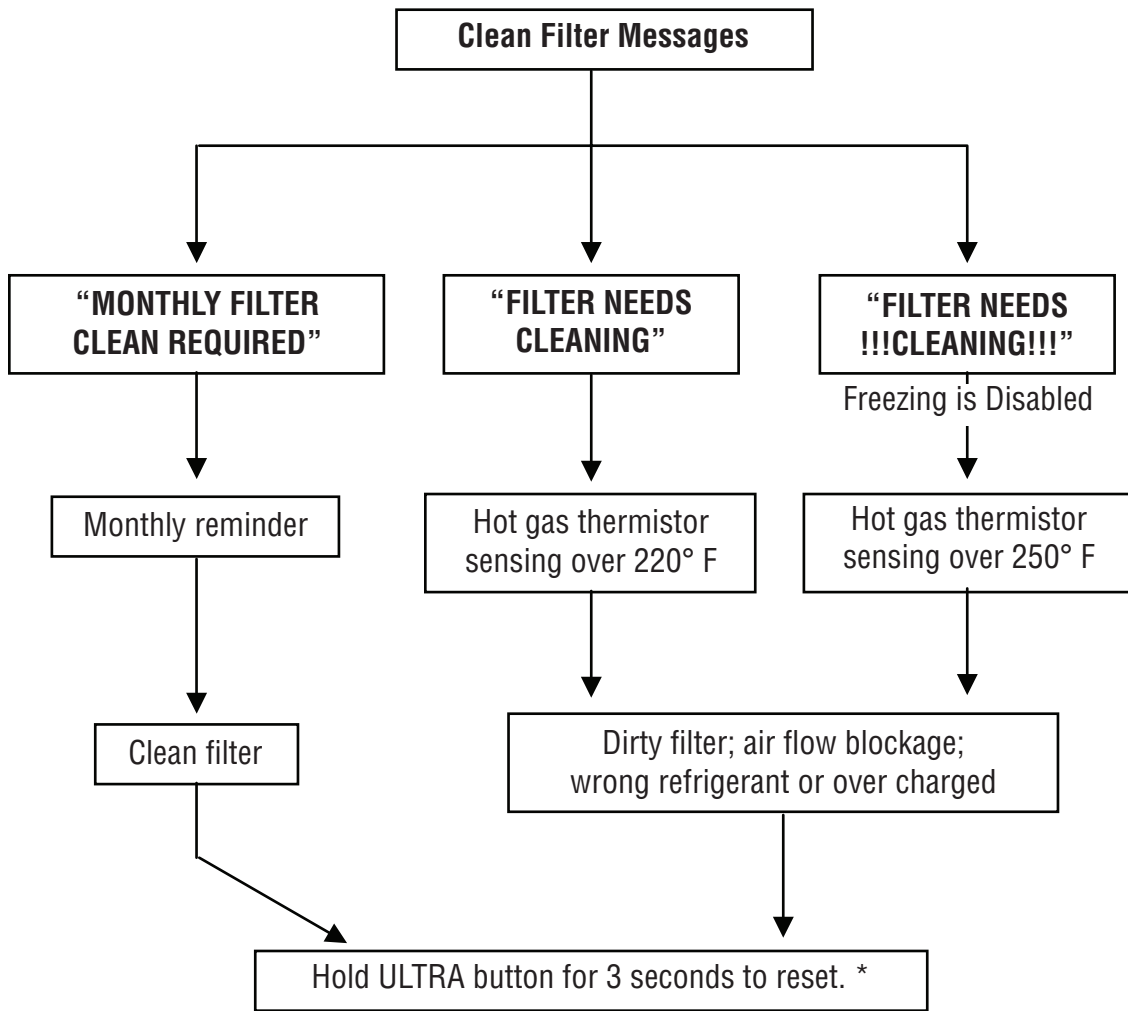 Clean Filter Messages
“MONTHLY FILTER
CLEAN REQUIRED”
“FILTER NEEDS
CLEANING”
“FILTER NEEDS
!!!CLEANING!!!”
Freezing is Disabled
Monthly reminder
Hot gas thermistor
sensing over 220° F
Hot gas thermistor
sensing over 250° F
Clean filter
Dirty filter; air flow blockage;
wrong refrigerant or over charged
Hold ULTRA button for 3 seconds to reset. *